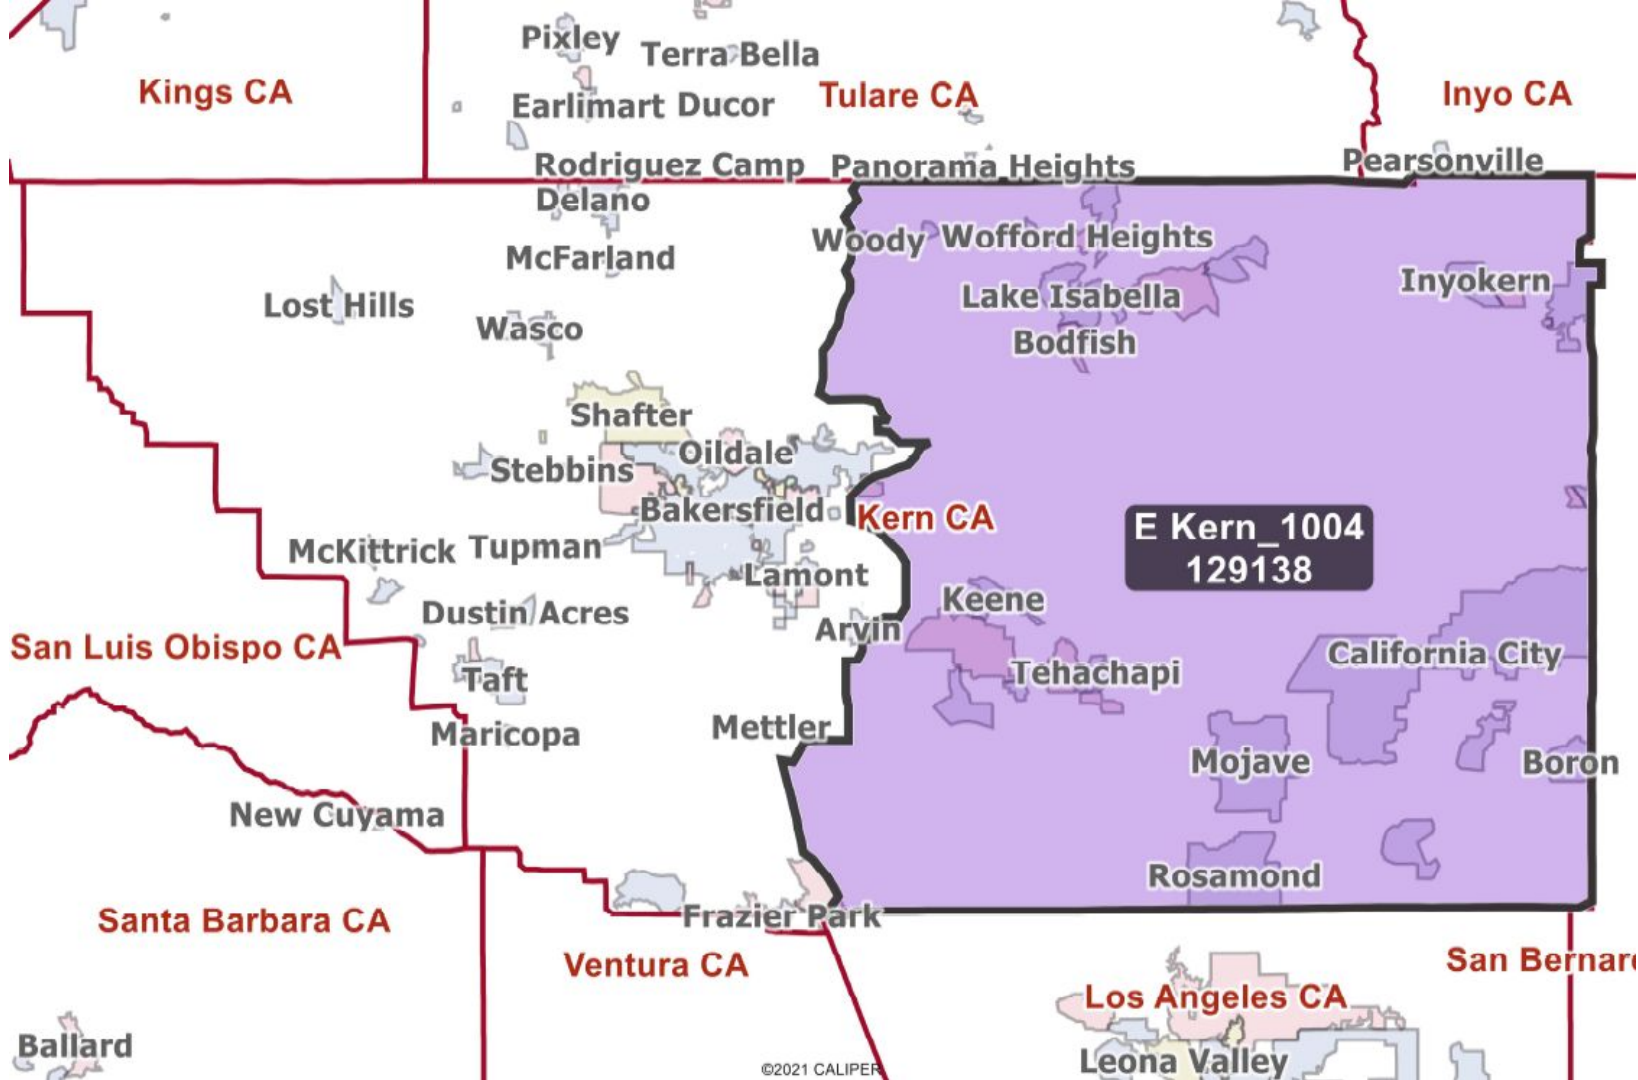 Pixley
Terra Bella
Kings CA
Tulare CA
Inyo CA
Earlimart Ducor
Rodriguez Camp
Panorama Heights
Pearsonville
Delano
Woody
Wofford Heights
McFarland
Inyokern
Lost Hills
Lake Isabella
Wasco
Bodfish
Shafter
Oildale
Stebbins
Bakersfield
Kern CA
E Kern_1004
129138
McKittrick
Tupman
Lamont
Keene
Dustin Acres
Arvin
San Luis Obispo CA
California City
Taft
Tehachapi
Maricopa
Mettler
Mojave
Boron
New Cuyama
Rosamond
Santa Barbara CA
Frazier Park
Ventura CA
San Bernar
Los Angeles CA
Ballard
Leona Valley
©2021 CALIPER